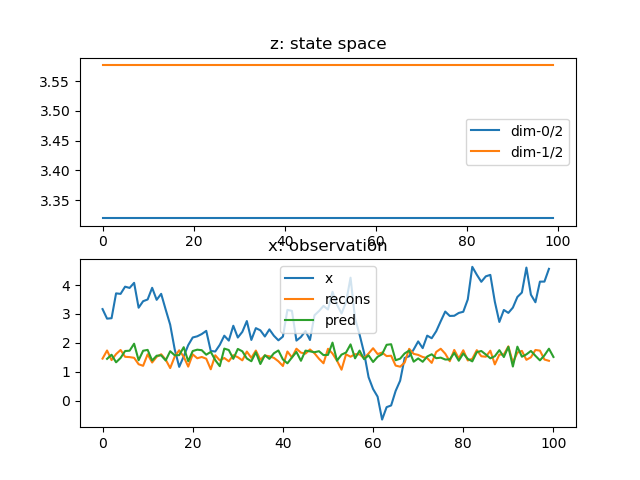 z: state space
3.55
3.50
3.45
3.40
3.35
dim-0/2
dim-1/2
0 20 40 60 80 100
x: observation
4
3
2
1
0
x
recons
pred
0 20 40 60 80 100